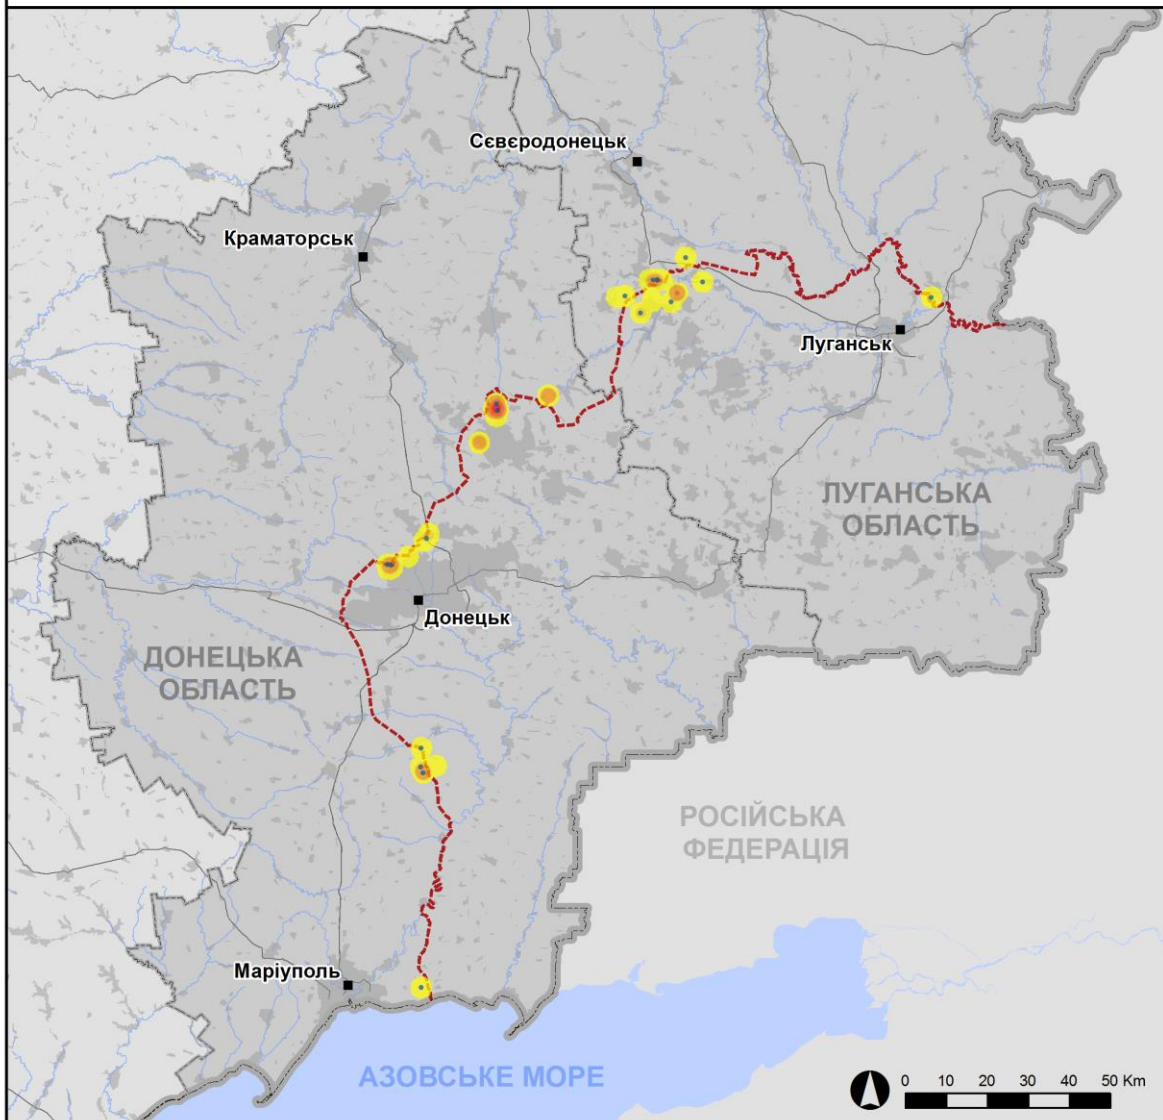 Сєвєродонецьк
Краматорськ
Луганськ
ЛУГАНСЬКА
ОБЛАСТЬ
Донецьк
ДОНЕЦЬКА
ОБЛАСТЬ
РОСІЙСЬКА
ФЕДЕРАЦІЯ
Маріуполь
АЗОВСЬКЕ МОРЕ
0 10 20 30 40 50 Km